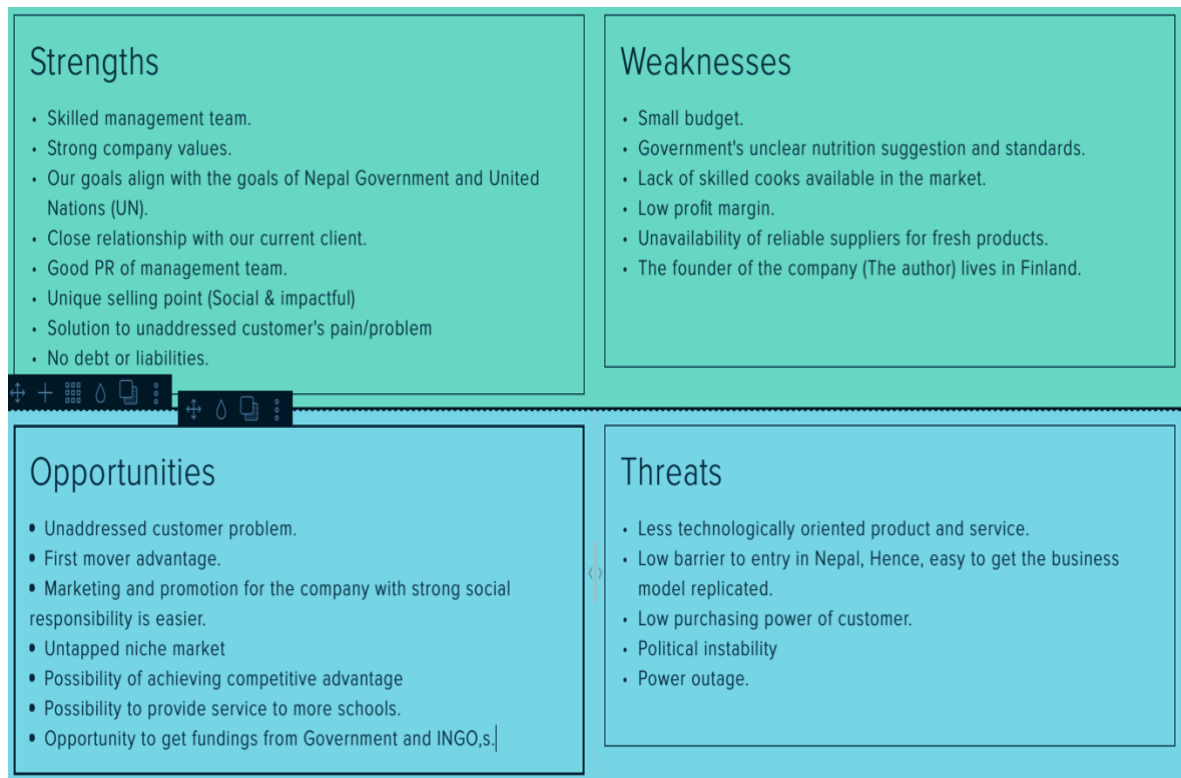 Strengths
• Skilled management team.
• Strong company values.
• Our goals align with the goals of Nepal Government and United
Nations (UN).
• Close relationship with our current client.
• Good PR of management team.
• Unique selling point (Social & impactful)
• Solution to unaddressed customer's pain/problem
• No debt or liabilities.
Weaknesses
• Small budget.
• Government's unclear nutrition suggestion and standards.
• Lack of skilled cooks available in the market.
• Low profit margin.
• Unavailability of reliable suppliers for fresh products.
• The founder of the company (The author) lives in Finland.
Opportunities
• Unaddressed customer problem.
• First mover advantage.
• Marketing and promotion for the company with strong social
responsibility is easier.
• Untapped niche market
• Possibility of achieving competitive advantage
• Possibility to provide service to more schools.
• Opportunity to get fundings from Government and INGO,s.
Threats
• Less technologically oriented product and service.
• Low barrier to entry in Nepal, Hence, easy to get the business
model replicated.
• Low purchasing power of customer.
• Political instability
• Power outage.